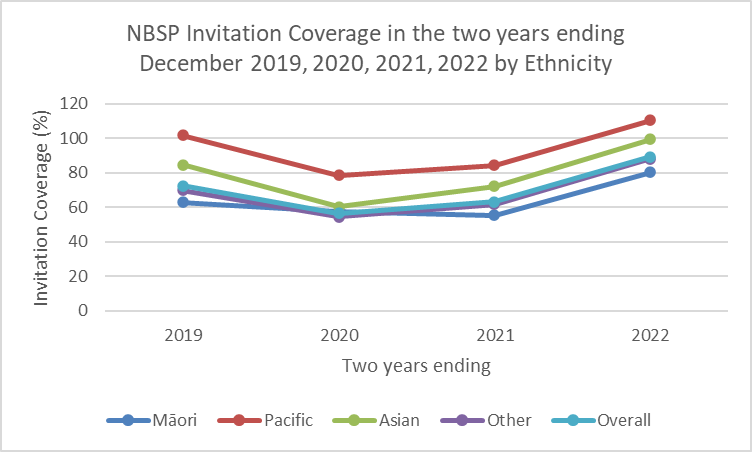 NBSP Invitation Coverage in the two years ending
December 2019, 2020, 2021, 2022 by Ethnicity
Invitation Coverage (%)
120
100
80
60
40
20
0
2019 2020 2021 2022
Two years ending
Māori Pacific Asian Other Overall